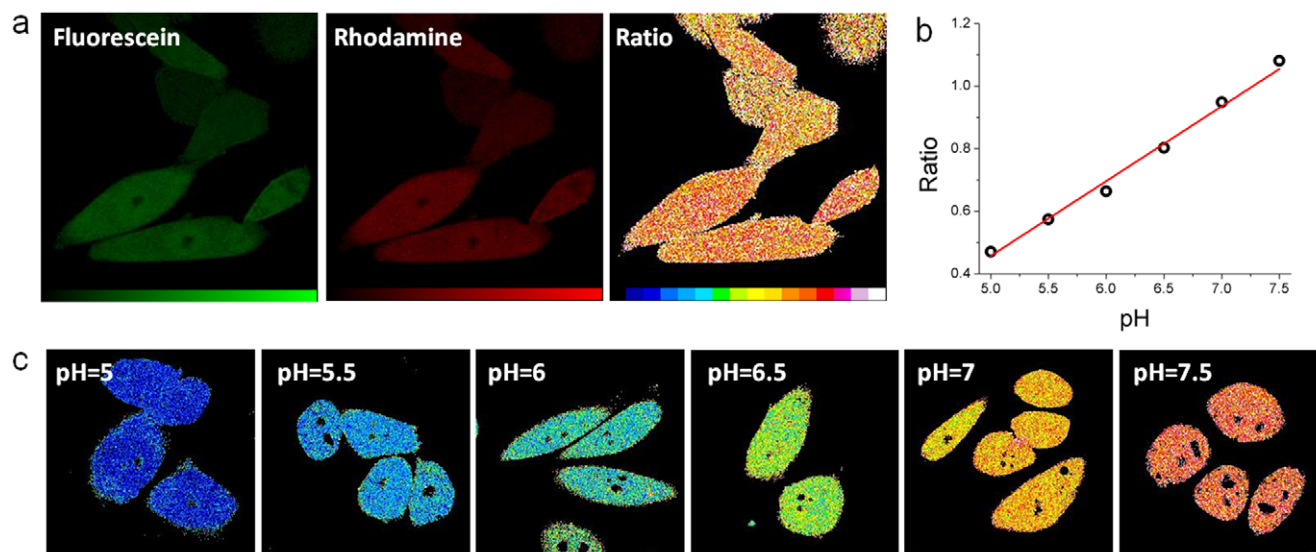 a
Fluorescein
Rhodamine
Ratio
b
1.2
1.0
0.8
0.6
0.4
Ratio
5.0 5.5 6.0 6.5 7.0 7.5
pH
c
pH=5
pH=5.5
pH=6
pH=6.5
pH=7
pH=7.5